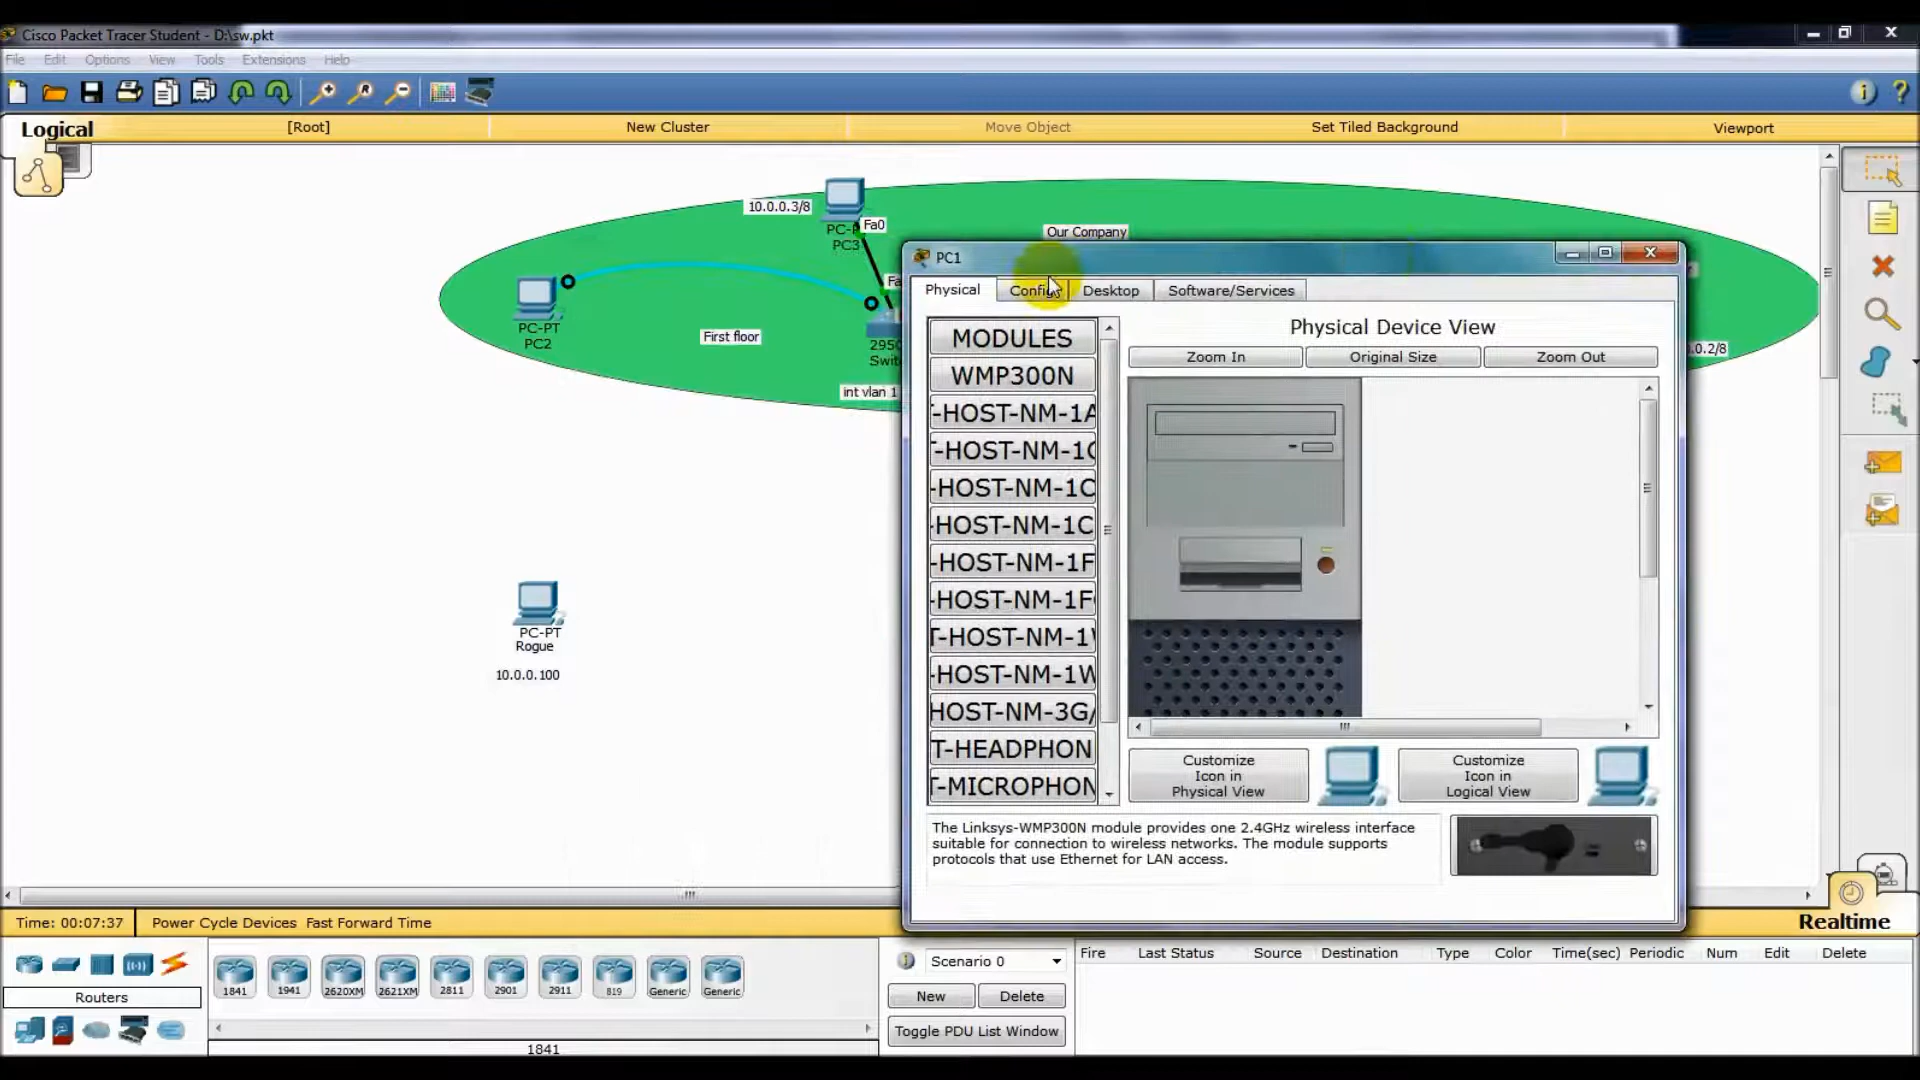 Cisco Packet Tracer Student - D:\sw.pkt
File Edit Options View Tools Extensions Help
Logical [Root] New Cluster Move Object Set Tiled Background Viewport
10.0.0.3/8
Fa0
PC3
Our Company
PC-PT
PC2
First floor
int vlan 1
.0.2/8
PC-PT
Rogue
10.0.0.100
PC1
Physical Config Desktop Software/Services
MODULES
WMP300N
-HOST-NM-1
-HOST-NM-1
-HOST-NM-1C
-HOST-NM-1C
-HOST-NM-1F
-HOST-NM-1F
-HOST-NM-1
-HOST-NM-1W
HOST-NM-3G/
T-HEADPHON
T-MICROPHON
Physical Device View
Zoom In Original Size Zoom Out
Customize
Icon in
Physical View
Customize
Icon in
Logical View
The Linksys-WMP300N module provides one 2.4GHz wireless interface
suitable for connection to wireless networks. The module supports
protocols that use Ethernet for LAN access.
Time: 00:07:37 Power Cycle Devices Fast Forward Time Realtime
Routers
1841 1941 2620XM 2621XM 2811 2901 2911 819 Generic Generic
1841
Scenario 0
New Delete
Toggle PDU List Window
Fire Last Status Source Destination Type Color Time(sec) Periodic Num Edit Delete